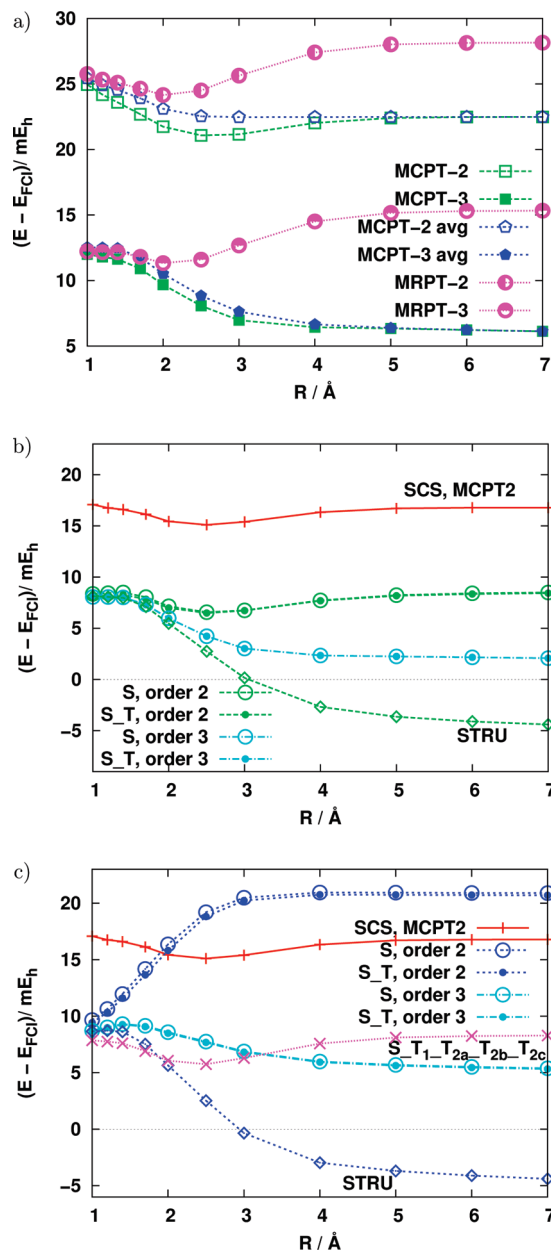 a)
30
25
20
15
10
5
(E − E_FCI)/ mE_h
MCPT−2
MCPT−3
MCPT−2 avg
MCPT−3 avg
MRPT−2
MRPT−3
1 2 3 4 5 6 7
R / Å
b)
20
15
10
5
0
−5
(E − E_FCI)/ mE_h
SCS, MCPT2
S, order 2
S_T, order 2
S, order 3
S_T, order 3
STRU
1 2 3 4 5 6 7
R / Å
c)
20
15
10
5
0
−5
(E − E_FCI)/ mE_h
SCS, MCPT2
S, order 2
S_T, order 2
S, order 3
S_T, order 3
S_T_1_T_2a_T_2b_T_2c
STRU
1 2 3 4 5 6 7
R / Å